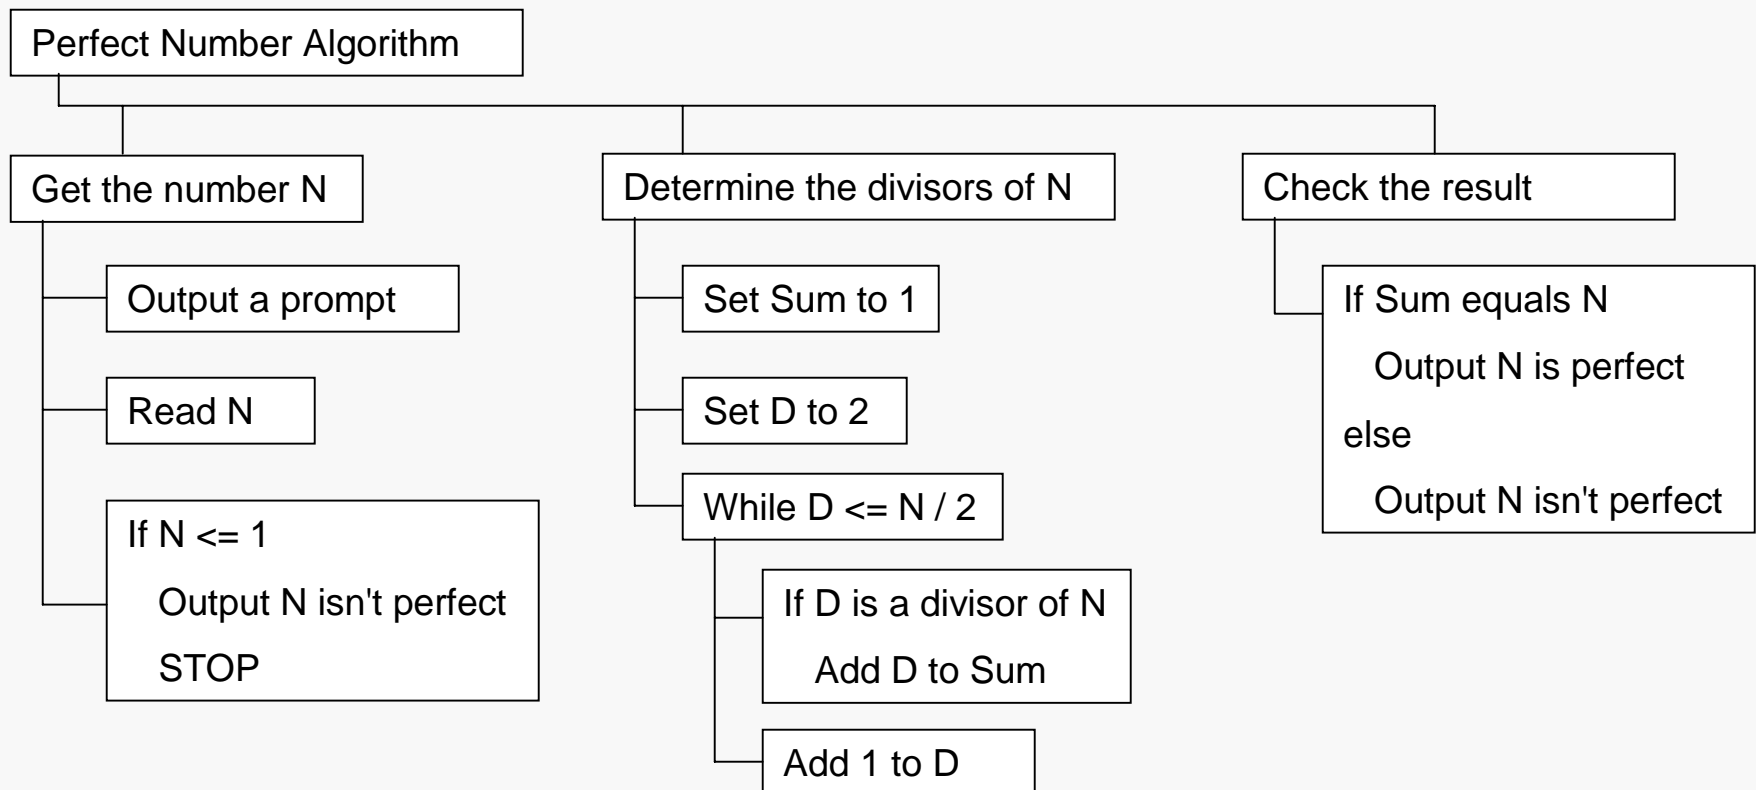 Perfect Number Algorithm
Get the number N
Output a prompt
Read N
If N <= 1
Output N isn't perfect
STOP
Determine the divisors of N
Set Sum to 1
Set D to 2
While D <= N / 2
If D is a divisor of N
Add D to Sum
Add 1 to D
Check the result
If Sum equals N
Output N is perfect
else
Output N isn't perfect